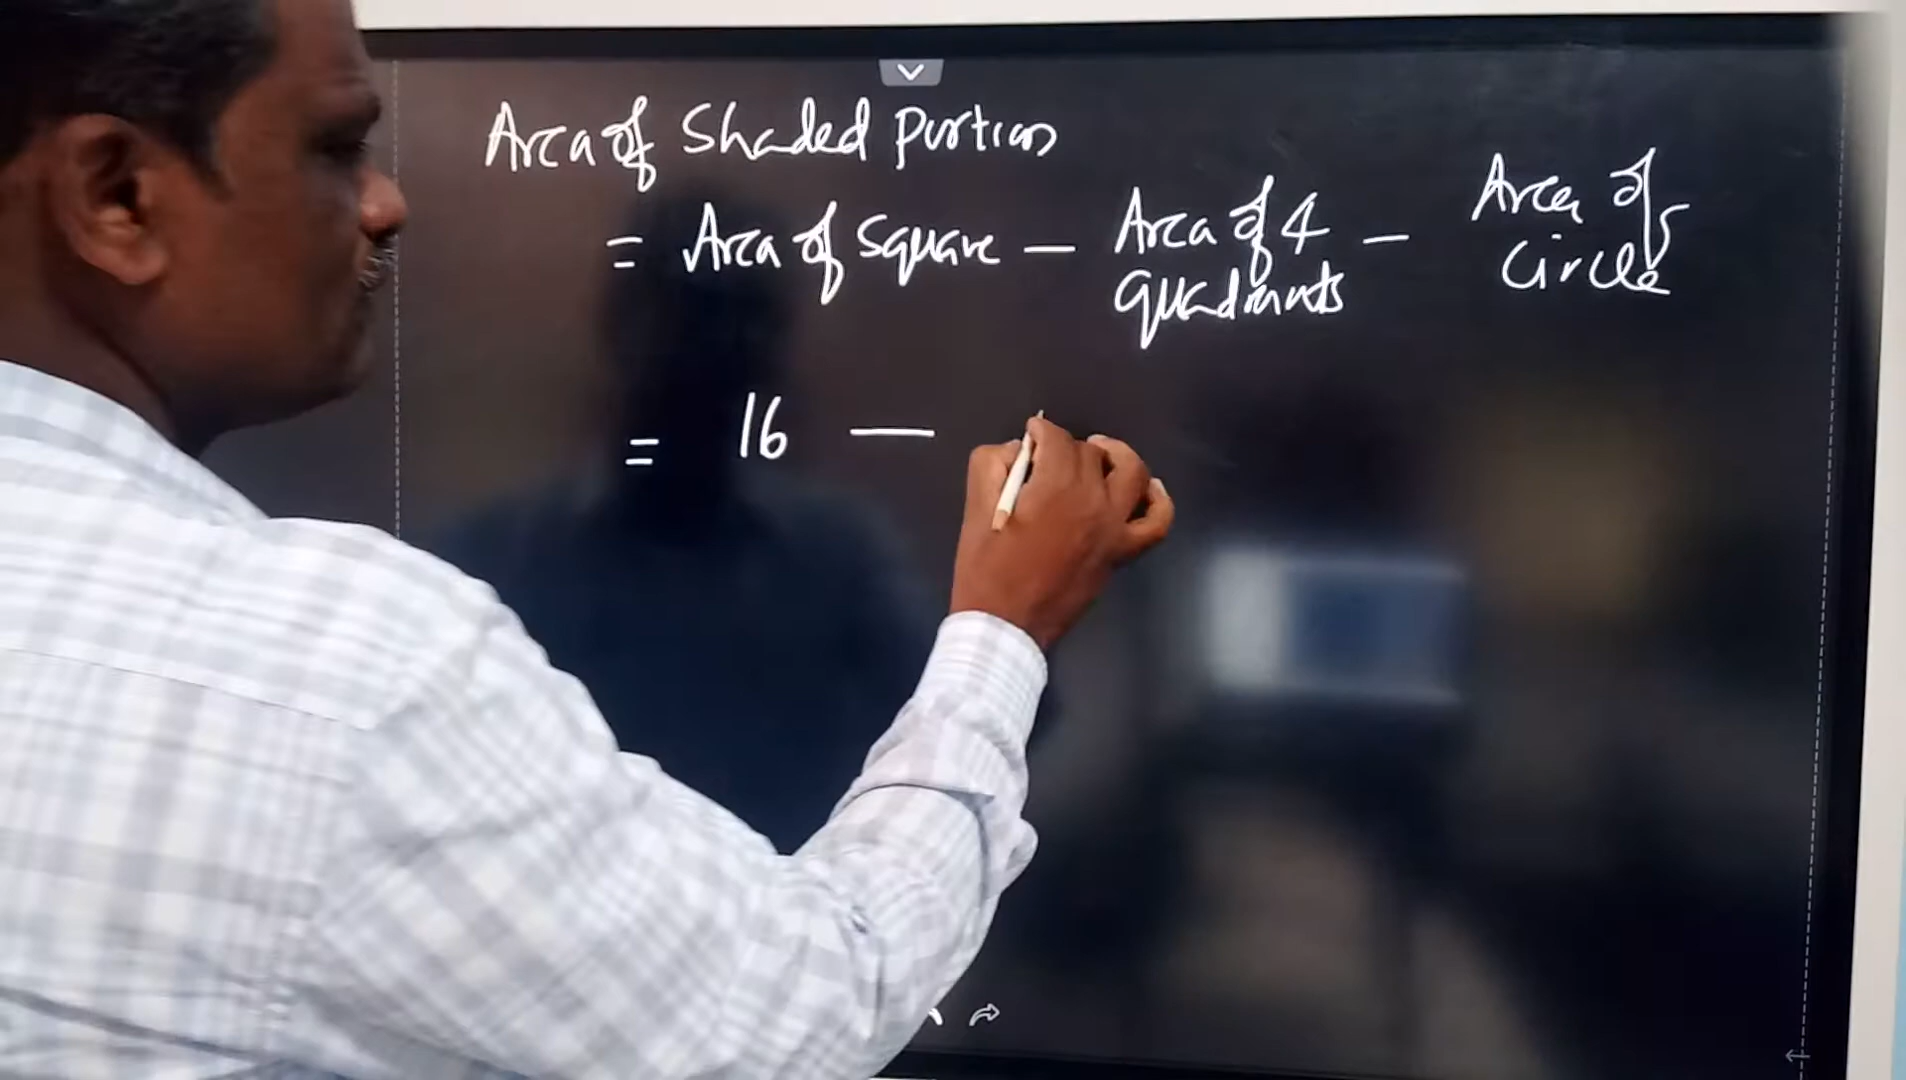 Area of Shaded Portion
= Area of Square — Area of 4 Quadrants — Area of Circle
= 16 —